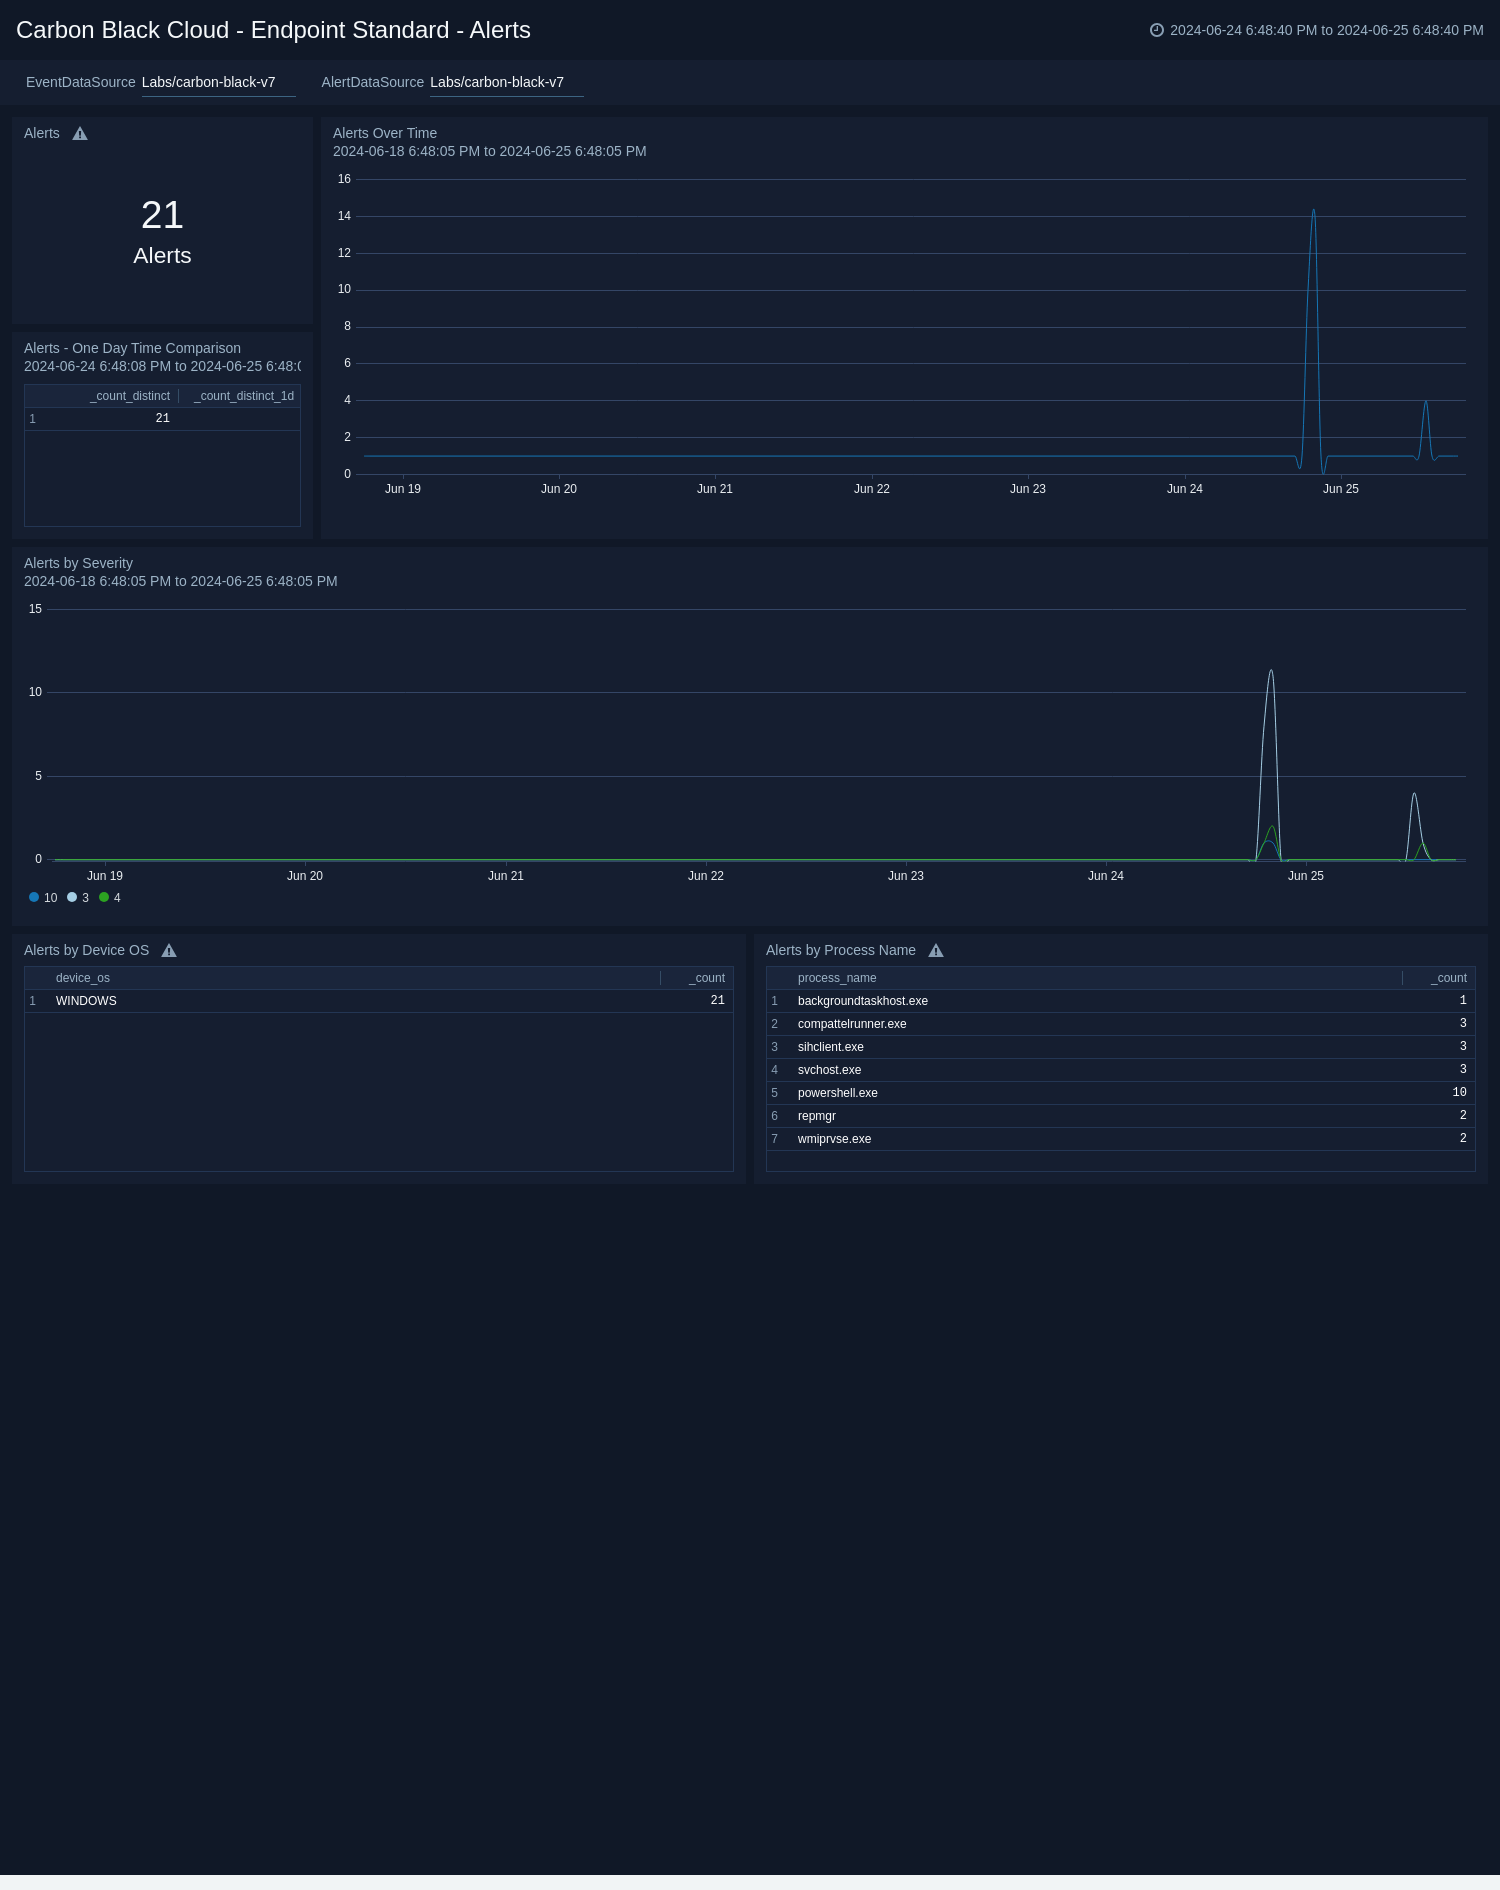 Carbon Black Cloud - Endpoint Standard - Alerts
2024-06-24 6:48:40 PM to 2024-06-25 6:48:40 PM
EventDataSource Labs/carbon-black-v7
AlertDataSource Labs/carbon-black-v7
Alerts
21
Alerts
Alerts Over Time
2024-06-18 6:48:05 PM to 2024-06-25 6:48:05 PM
16
14
12
10
8
6
4
2
0
Jun 19 Jun 20 Jun 21 Jun 22 Jun 23 Jun 24 Jun 25
Alerts - One Day Time Comparison
2024-06-24 6:48:08 PM to 2024-06-25 6:48:0
_count_distinct _count_distinct_1d
1 21
Alerts by Severity
2024-06-18 6:48:05 PM to 2024-06-25 6:48:05 PM
15
10
5
0
Jun 19 Jun 20 Jun 21 Jun 22 Jun 23 Jun 24 Jun 25
10 3 4
Alerts by Device OS
device_os _count
1 WINDOWS 21
Alerts by Process Name
process_name _count
1 backgroundtaskhost.exe 1
2 compattelrunner.exe 3
3 sihclient.exe 3
4 svchost.exe 3
5 powershell.exe 10
6 repmgr 2
7 wmiprvse.exe 2